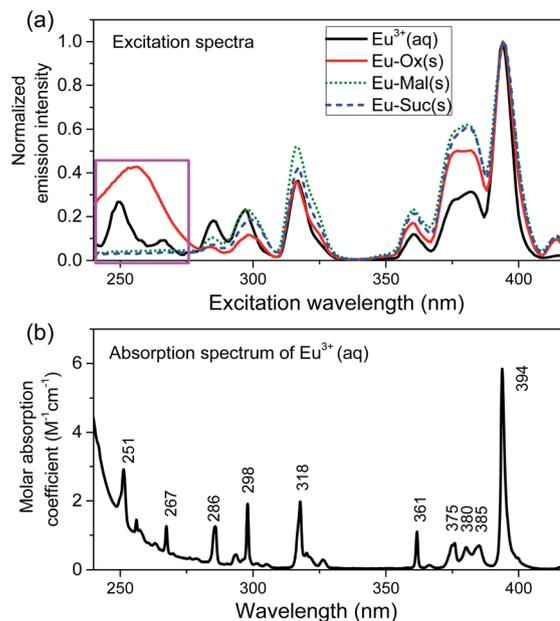 (a)
Excitation spectra
Eu³⁺(aq)
Eu-Ox(s)
Eu-Mal(s)
Eu-Suc(s)
Normalized
emission intensity
1.0
0.8
0.6
0.4
0.2
0.0
250 300 350 400
Excitation wavelength (nm)
(b)
Absorption spectrum of Eu³⁺(aq)
Molar absorption
coefficient (M⁻¹cm⁻¹)
6
4
2
0
251
267
286
298
318
361
375
380
385
394
250 300 350 400
Wavelength (nm)